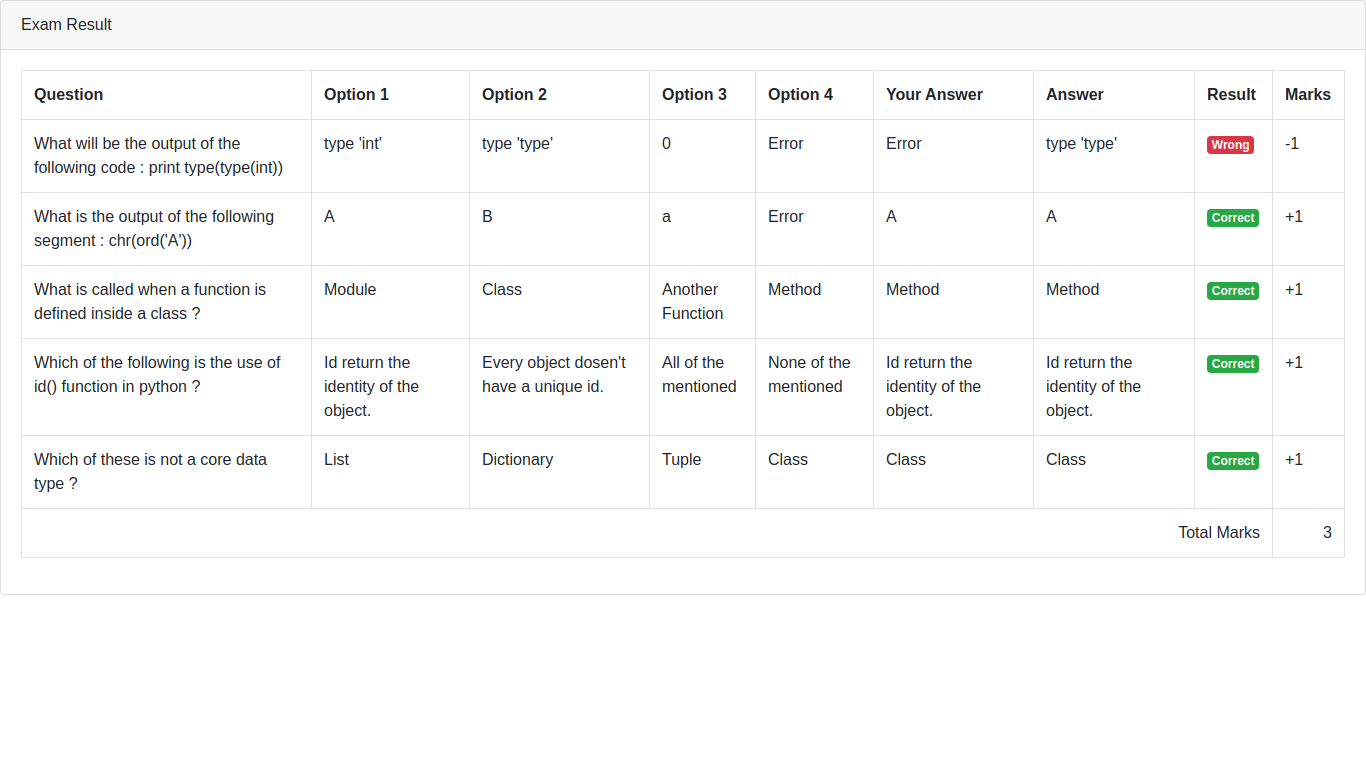 Exam Result
Question Option 1 Option 2 Option 3 Option 4 Your Answer Answer Result Marks
What will be the output of the type 'int' type 'type' 0 Error Error type 'type' Wrong -1
following code : print type(type(int))
What is the output of the following A B a Error A A Correct +1
segment : chr(ord('A'))
What is called when a function is Module Class Another Method Method Method Correct +1
defined inside a class ? Function
Which of the following is the use of Id return the Every object dosen't All of the None of the Id return the Id return the Correct +1
id() function in python ? identity of the have a unique id. mentioned mentioned identity of the identity of the
object. object. object.
Which of these is not a core data List Dictionary Tuple Class Class Class Correct +1
type ?
Total Marks 3